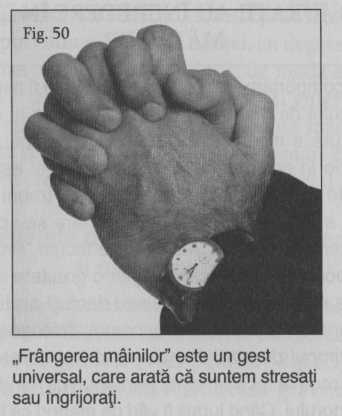 Fig. 50
„Frângerea mâinilor” este un gest
universal, care arată că suntem stresaţi
sau îngrijoraţi.